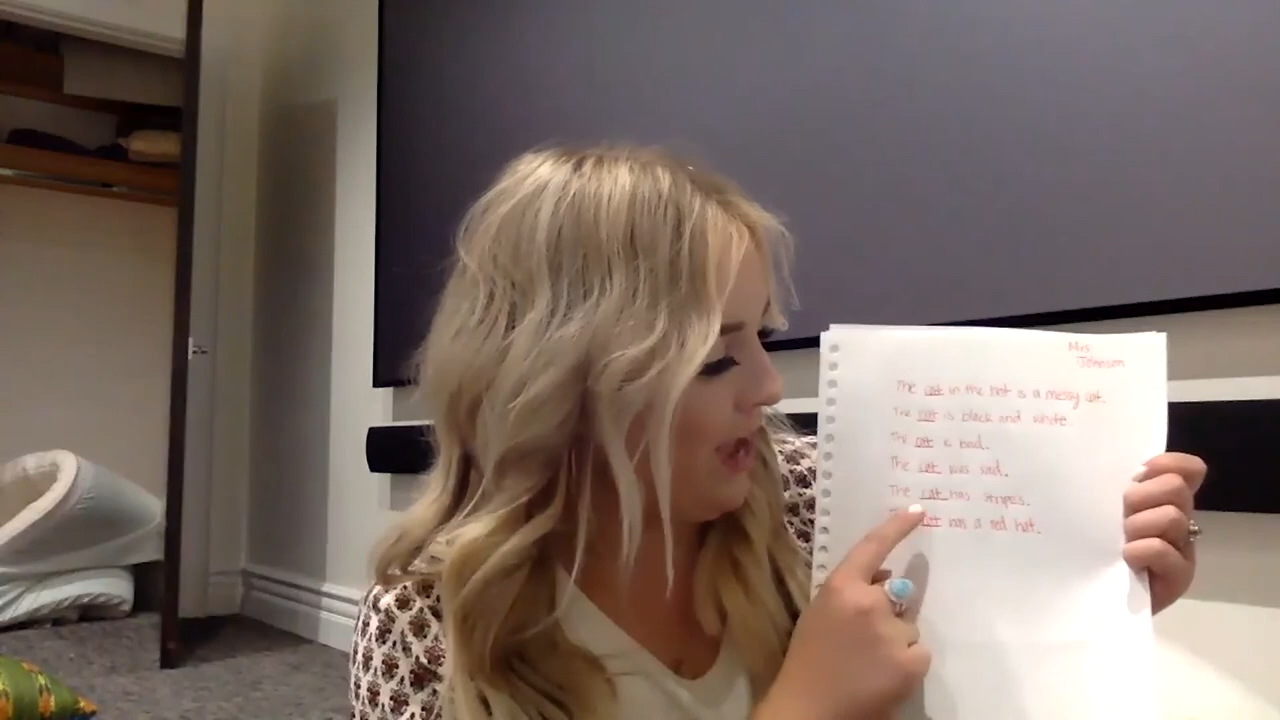 Mrs.
Johnson
The cat in the hat is a messy cat.
The cat is black and white.
The cat is bad.
The cat was sad.
The cat has stripes.
cat has a red hat.